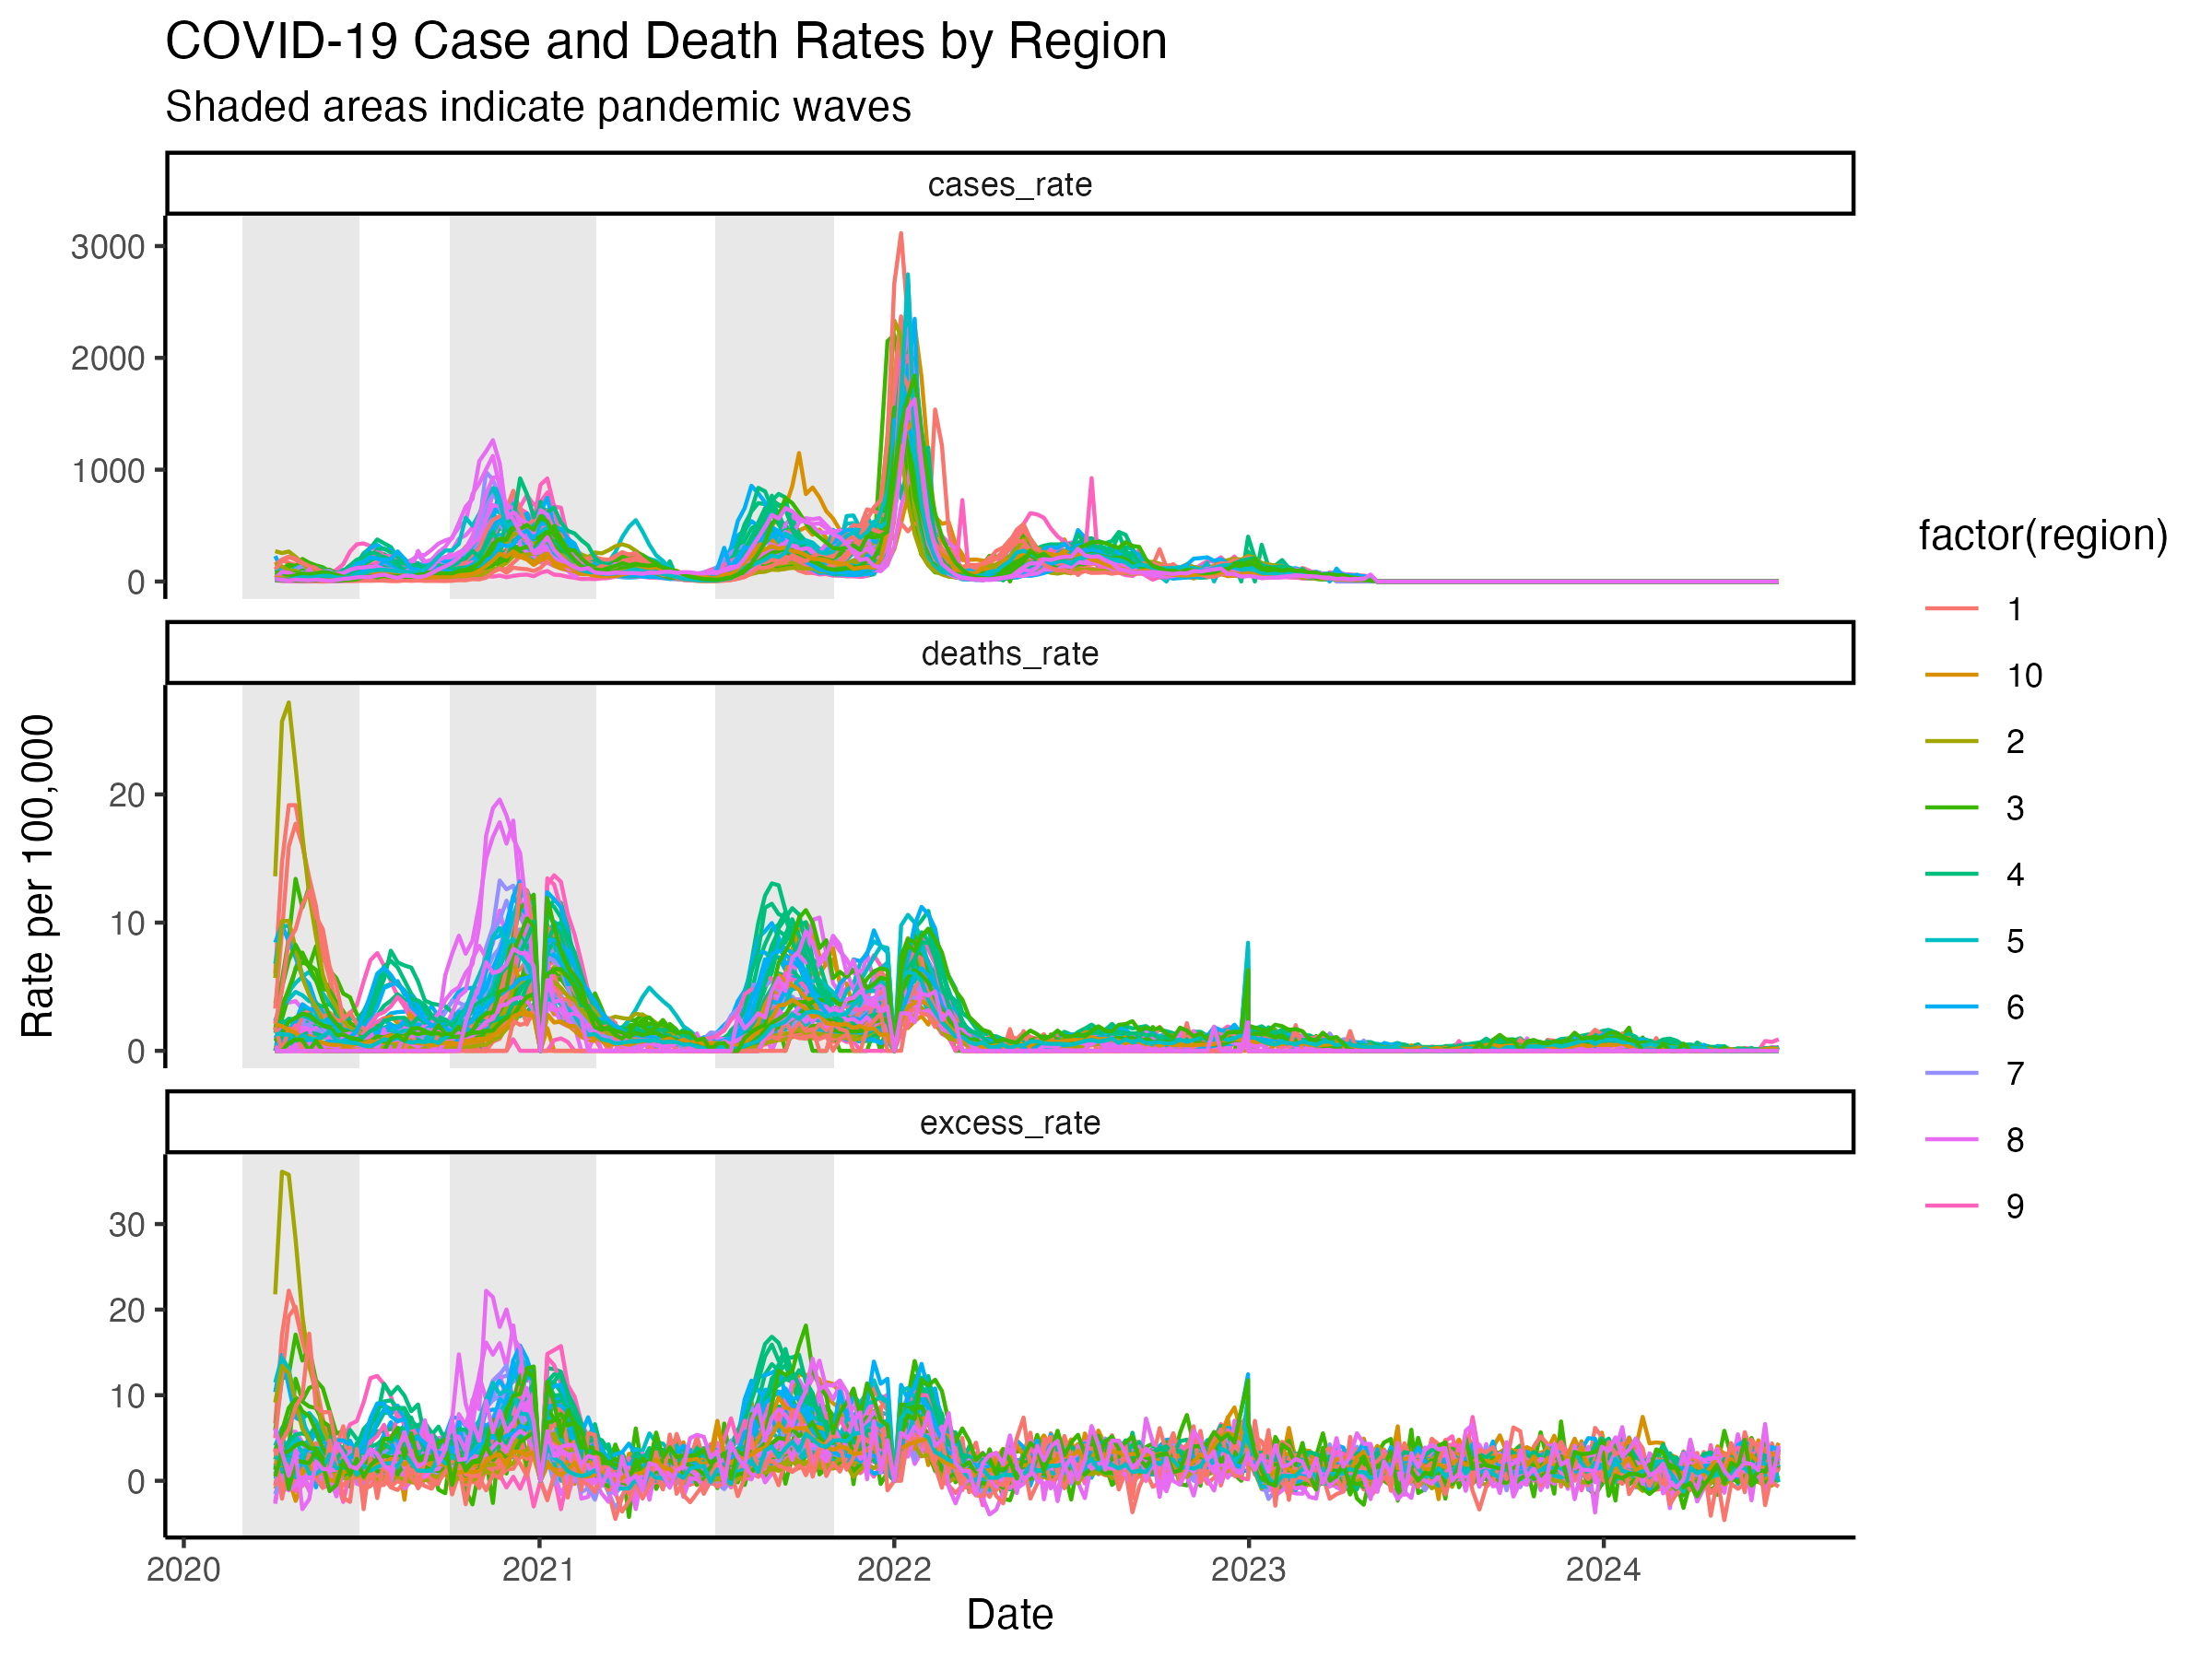 COVID-19 Case and Death Rates by Region
Shaded areas indicate pandemic waves
cases_rate
3000
2000
1000
0
deaths_rate
20
10
0
excess_rate
30
20
10
0
2020 2021 2022 2023 2024
Date
Rate per 100,000
factor(region)
1
10
2
3
4
5
6
7
8
9